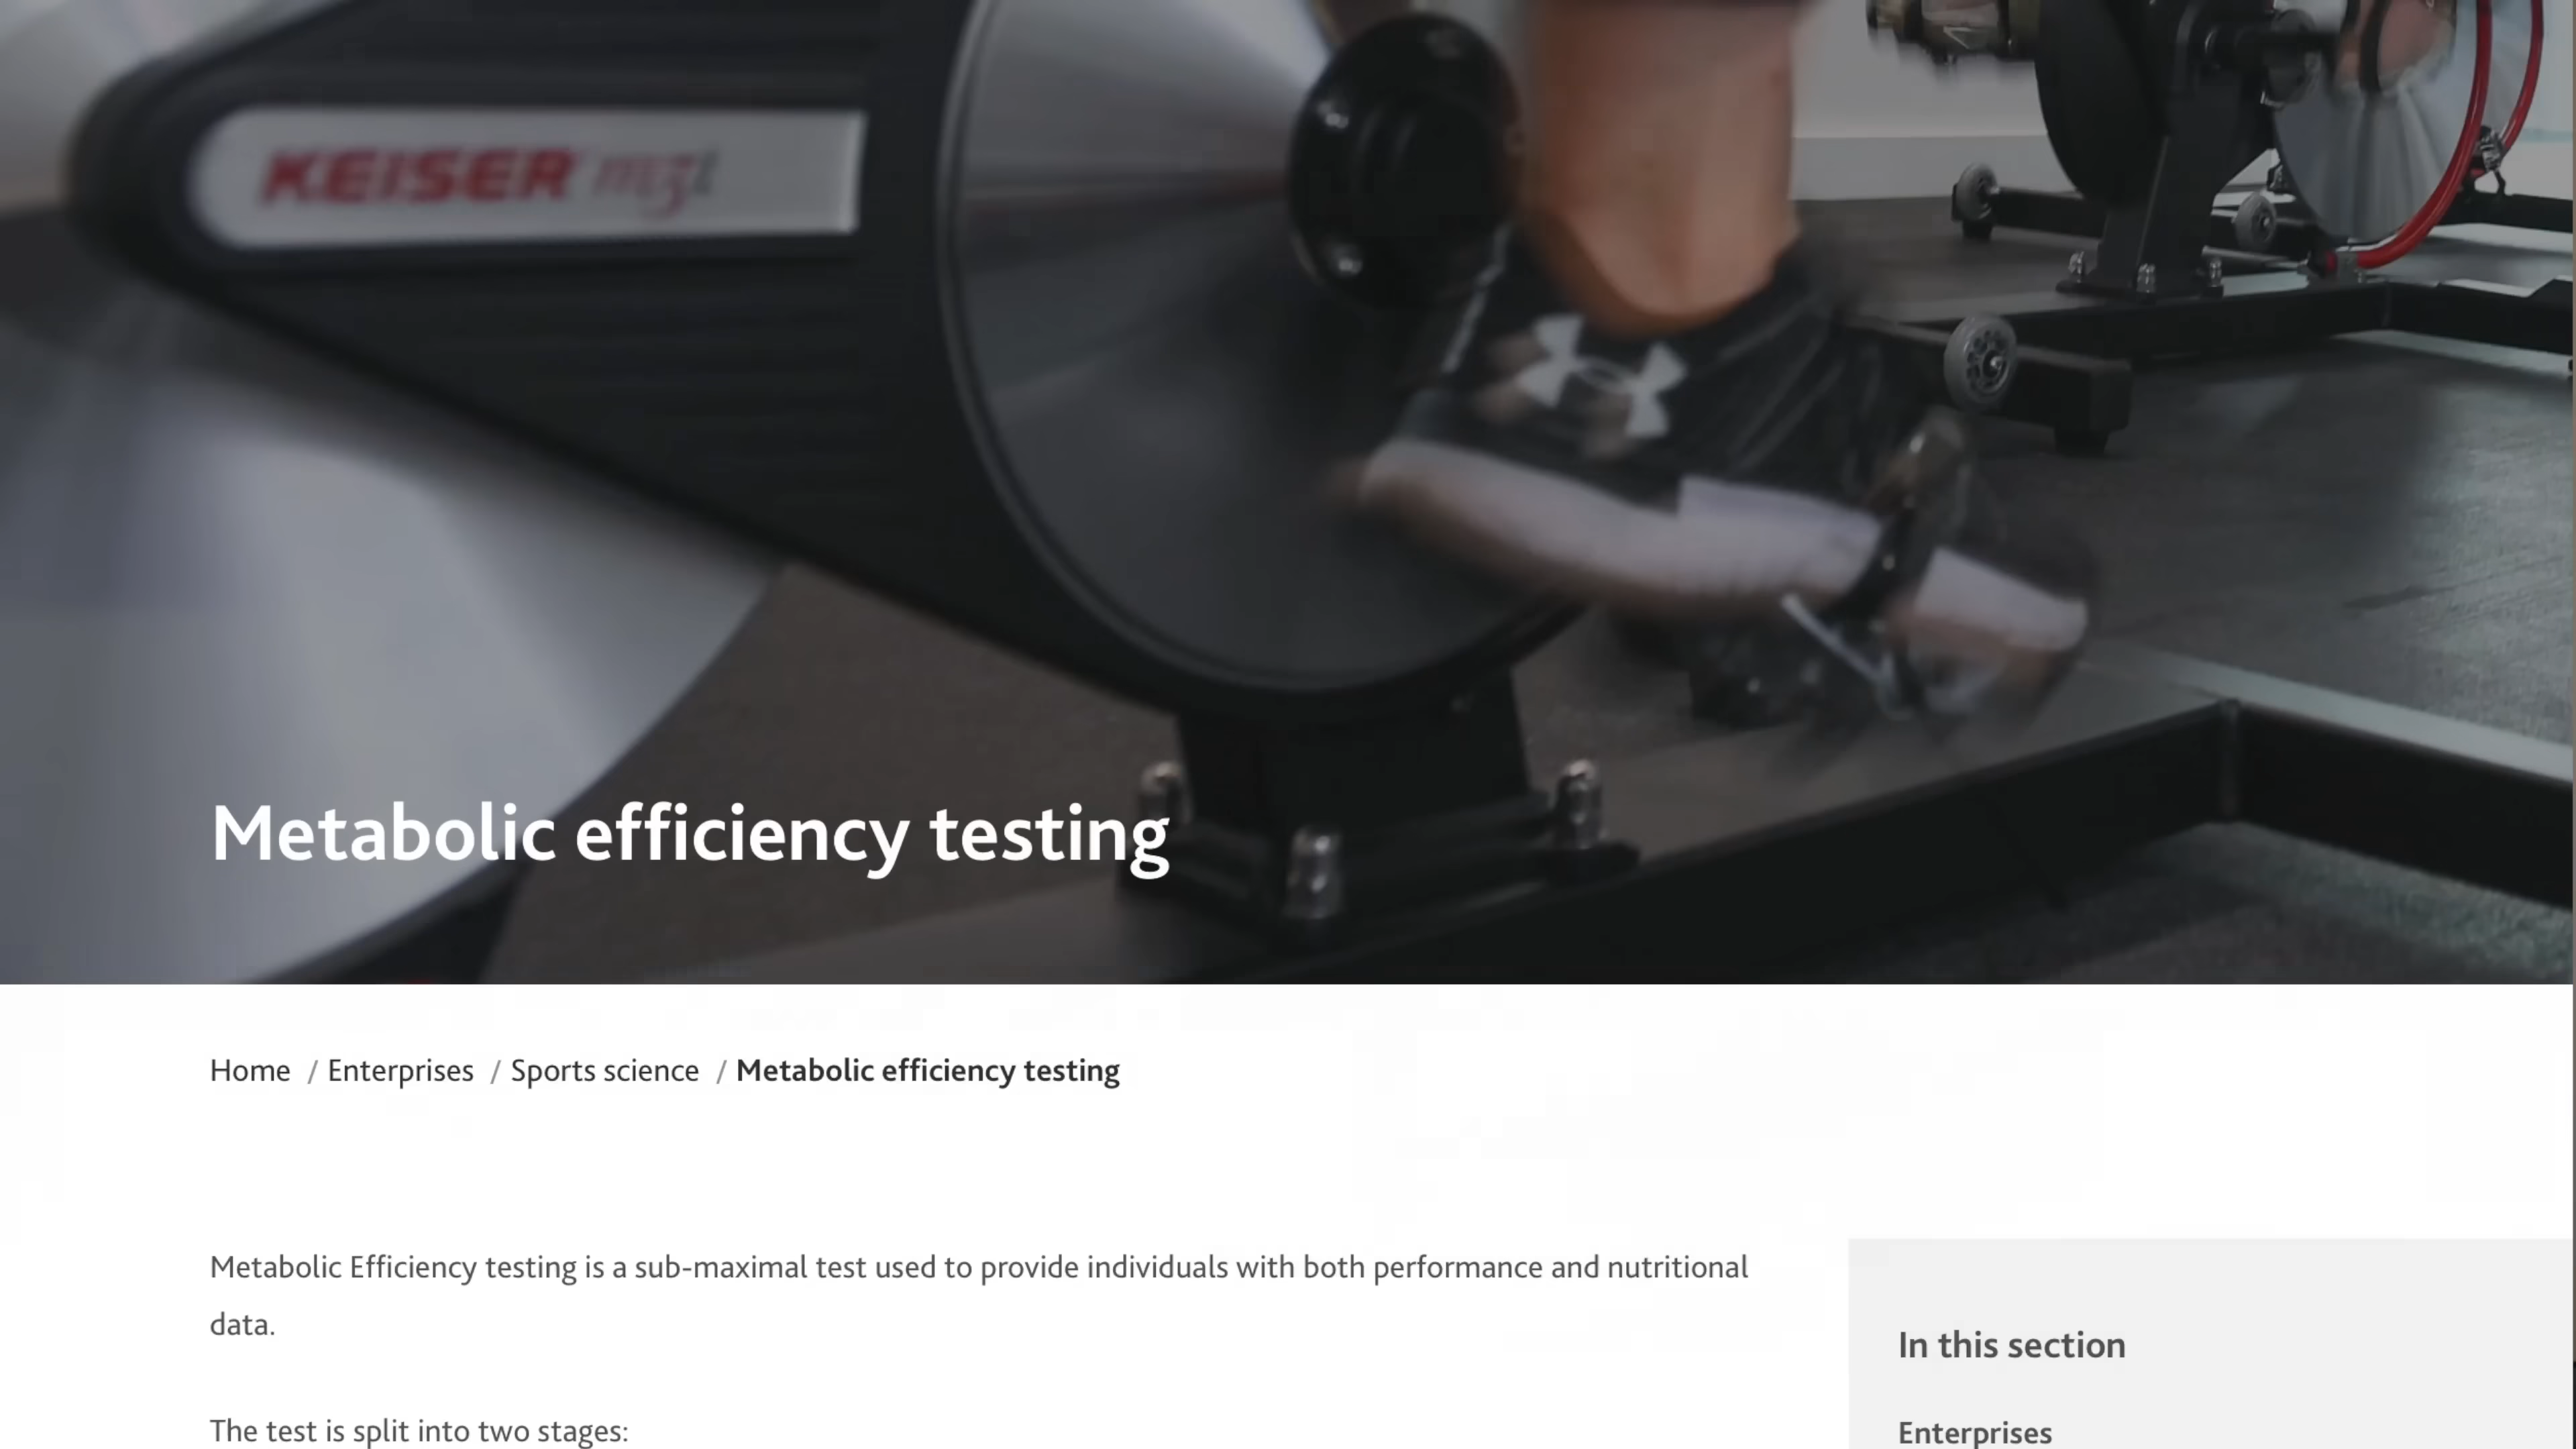 KEISER m3i
Metabolic efficiency testing
Home / Enterprises / Sports science / Metabolic efficiency testing
Metabolic Efficiency testing is a sub-maximal test used to provide individuals with both performance and nutritional
data.
In this section
The test is split into two stages:
Enterprises